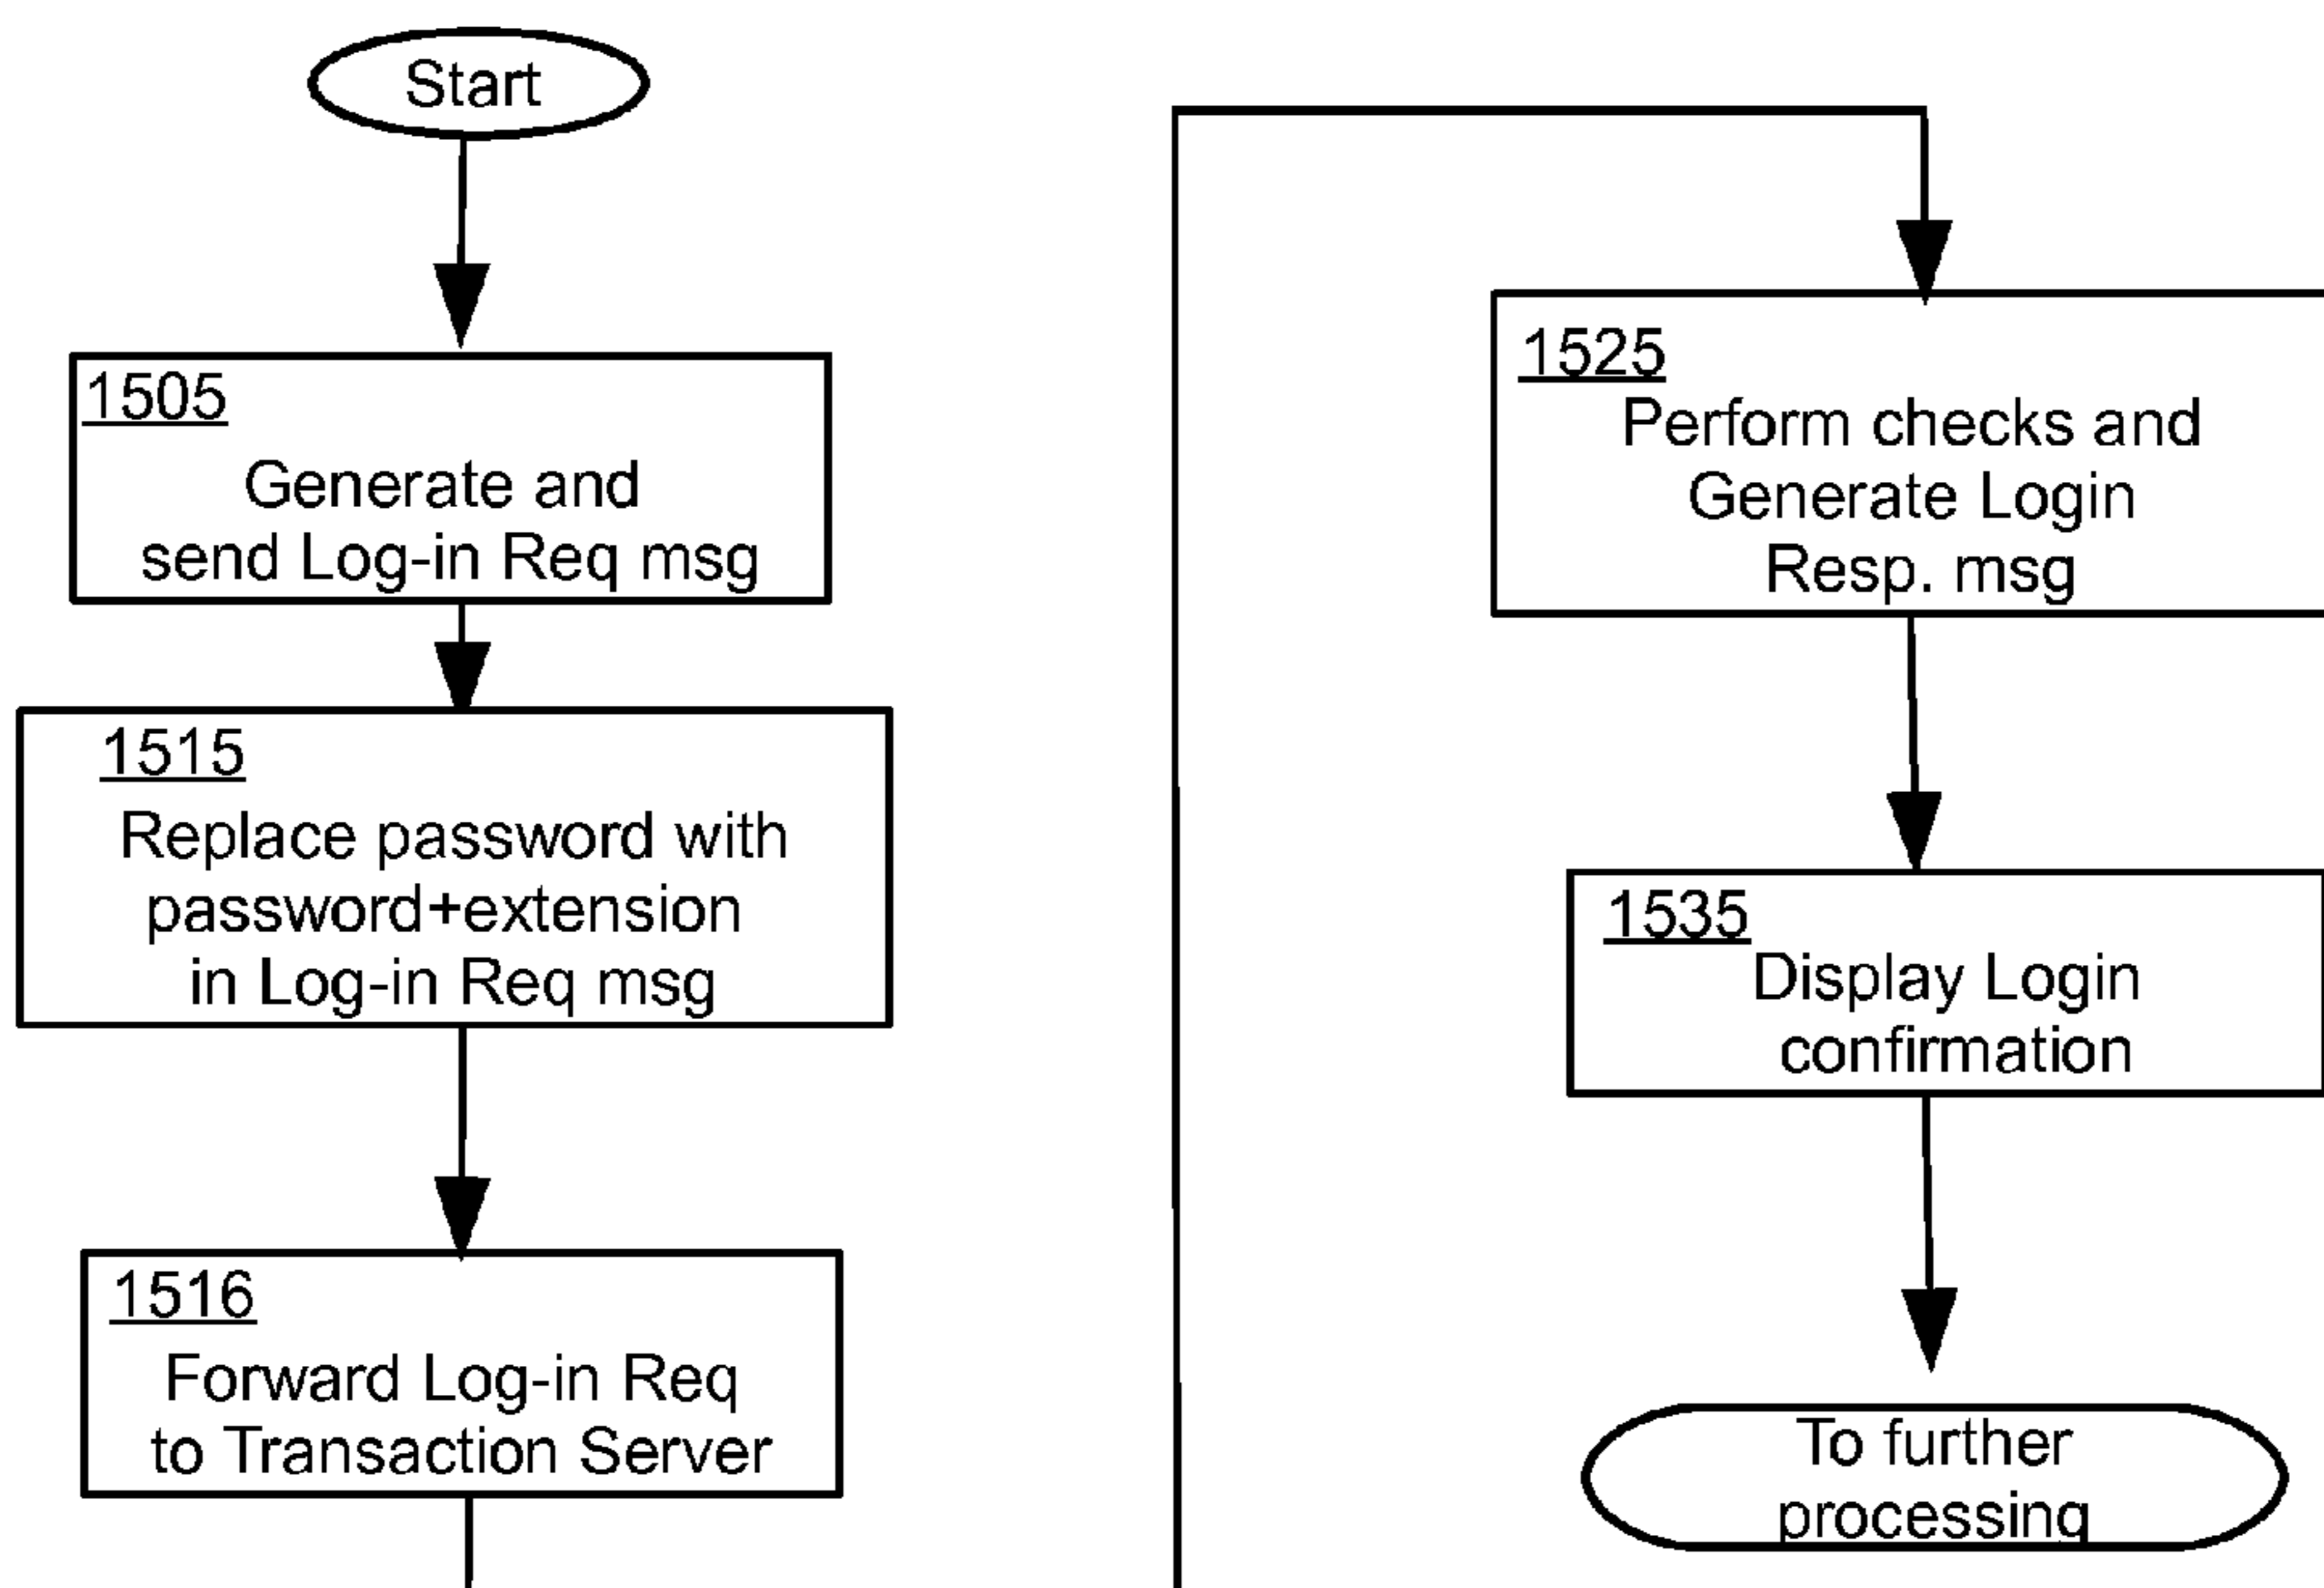 Start
1505
Generate and
send Log-in Req msg
1515
Replace password with
password+extension
in Log-in Req msg
1516
Forward Log-in Req
to Transaction Server
1525
Perform checks and
Generate Login
Resp. msg
1535
Display Login
confirmation
To further
processing